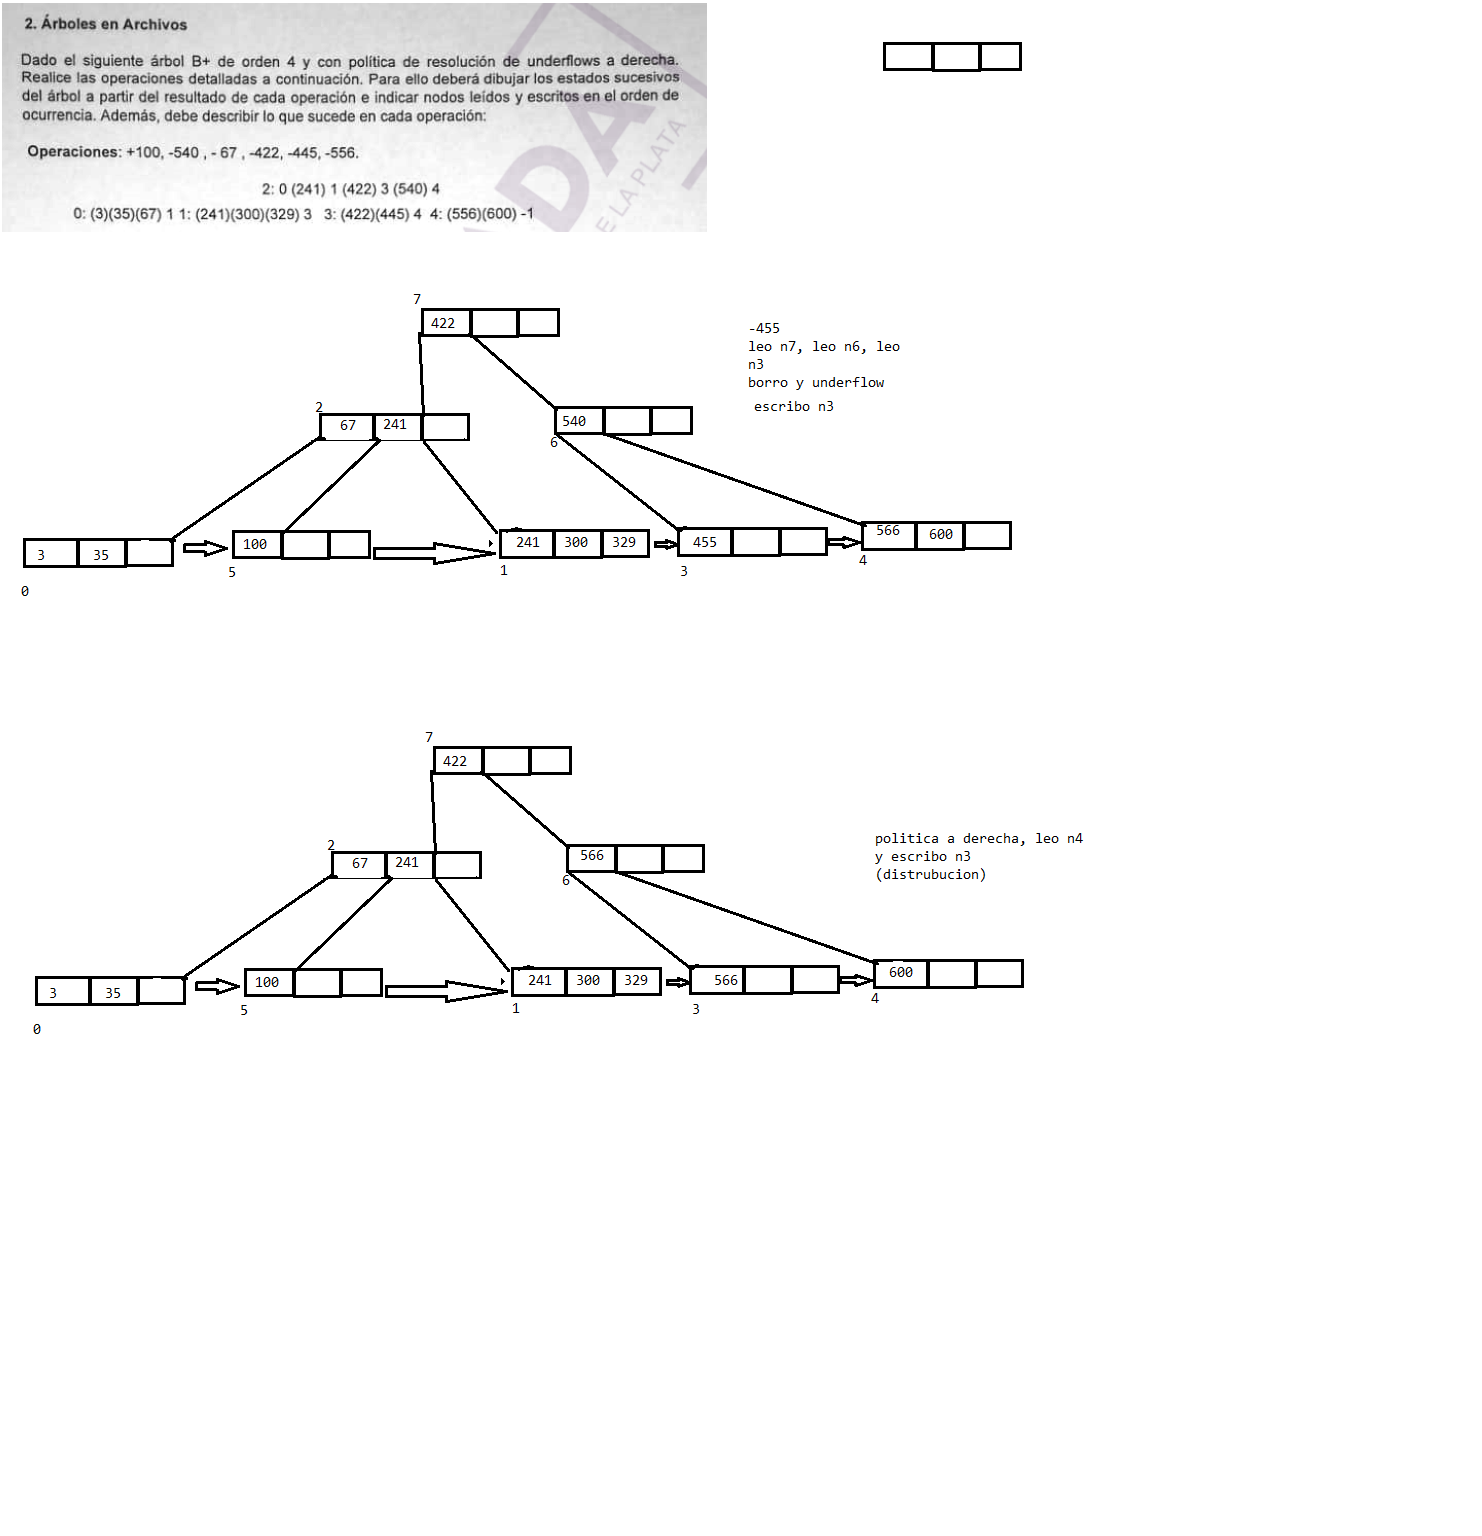 2. Árboles en Archivos
Dado el siguiente árbol B+ de orden 4 y con política de resolución de underflows a derecha.
Realice las operaciones detalladas a continuación. Para ello deberá dibujar los estados sucesivos
del árbol a partir del resultado de cada operación e indicar nodos leídos y escritos en el orden de
ocurrencia. Además, debe describir lo que sucede en cada operación:
Operaciones: +100, -540 , - 67 , -422, -445, -556.
2: 0 (241) 1 (422) 3 (540) 4
0: (3)(35)(67) 1 1: (241)(300)(329) 3 3: (422)(445) 4 4: (556)(600) -1
DA
E LA PLATA
7
422
-455
leo n7, leo n6, leo
n3
borro y underflow
escribo n3
2
67 241
540
6
3 35
100
241 300 329
455
566 600
0
5
1
3
4
7
422
politica a derecha, leo n4
y escribo n3
(distrubucion)
2
67 241
566
6
3 35
100
241 300 329
566
600
0
5
1
3
4